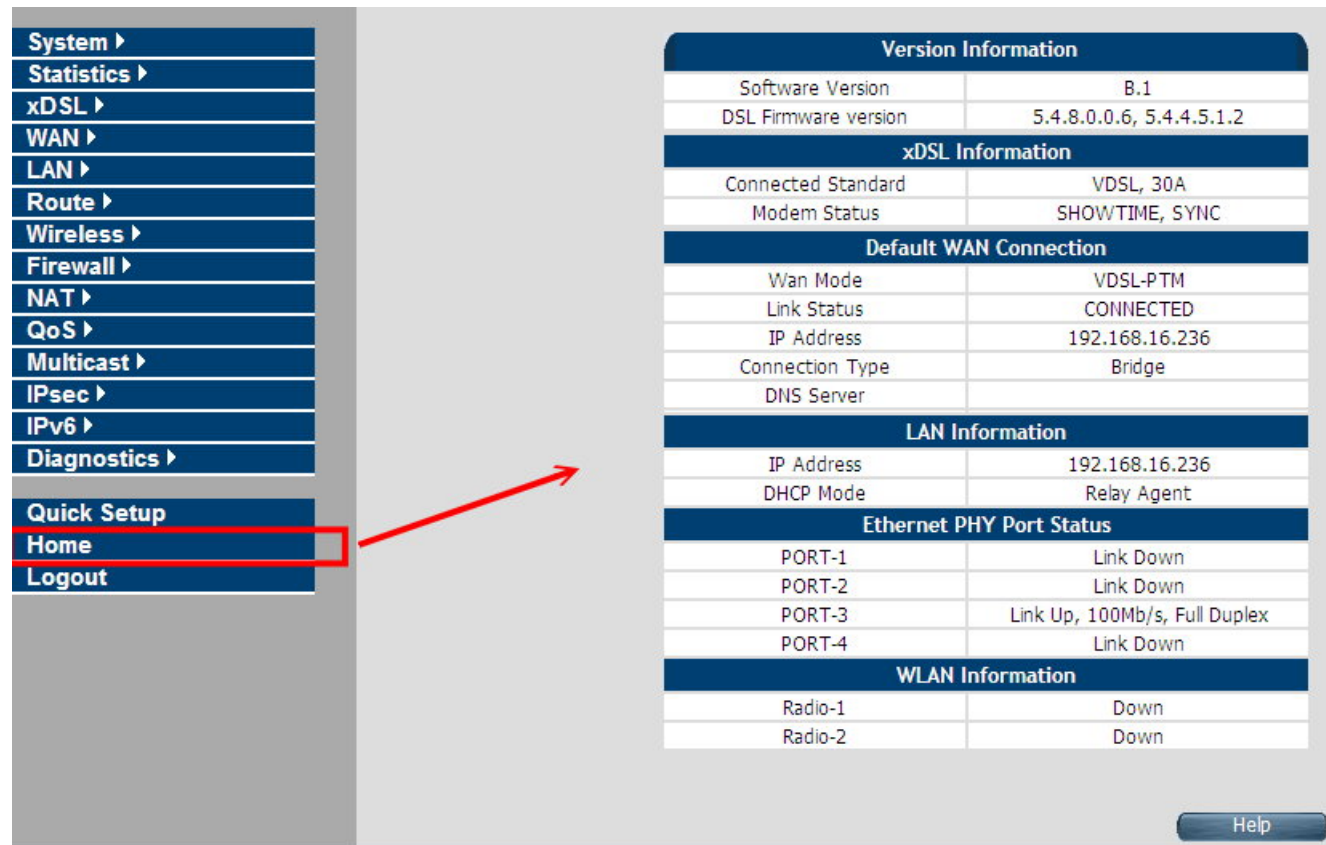 System
Statistics
xDSL
WAN
LAN
Route
Wireless
Firewall
NAT
QoS
Multicast
IPsec
IPv6
Diagnostics
Quick Setup
Home
Logout
Version Information
Software Version B.1
DSL Firmware version 5.4.8.0.0.6, 5.4.4.5.1.2
xDSL Information
Connected Standard VDSL, 30A
Modem Status SHOWTIME, SYNC
Default WAN Connection
Wan Mode VDSL-PTM
Link Status CONNECTED
IP Address 192.168.16.236
Connection Type Bridge
DNS Server
LAN Information
IP Address 192.168.16.236
DHCP Mode Relay Agent
Ethernet PHY Port Status
PORT-1 Link Down
PORT-2 Link Down
PORT-3 Link Up, 100Mb/s, Full Duplex
PORT-4 Link Down
WLAN Information
Radio-1 Down
Radio-2 Down
Help